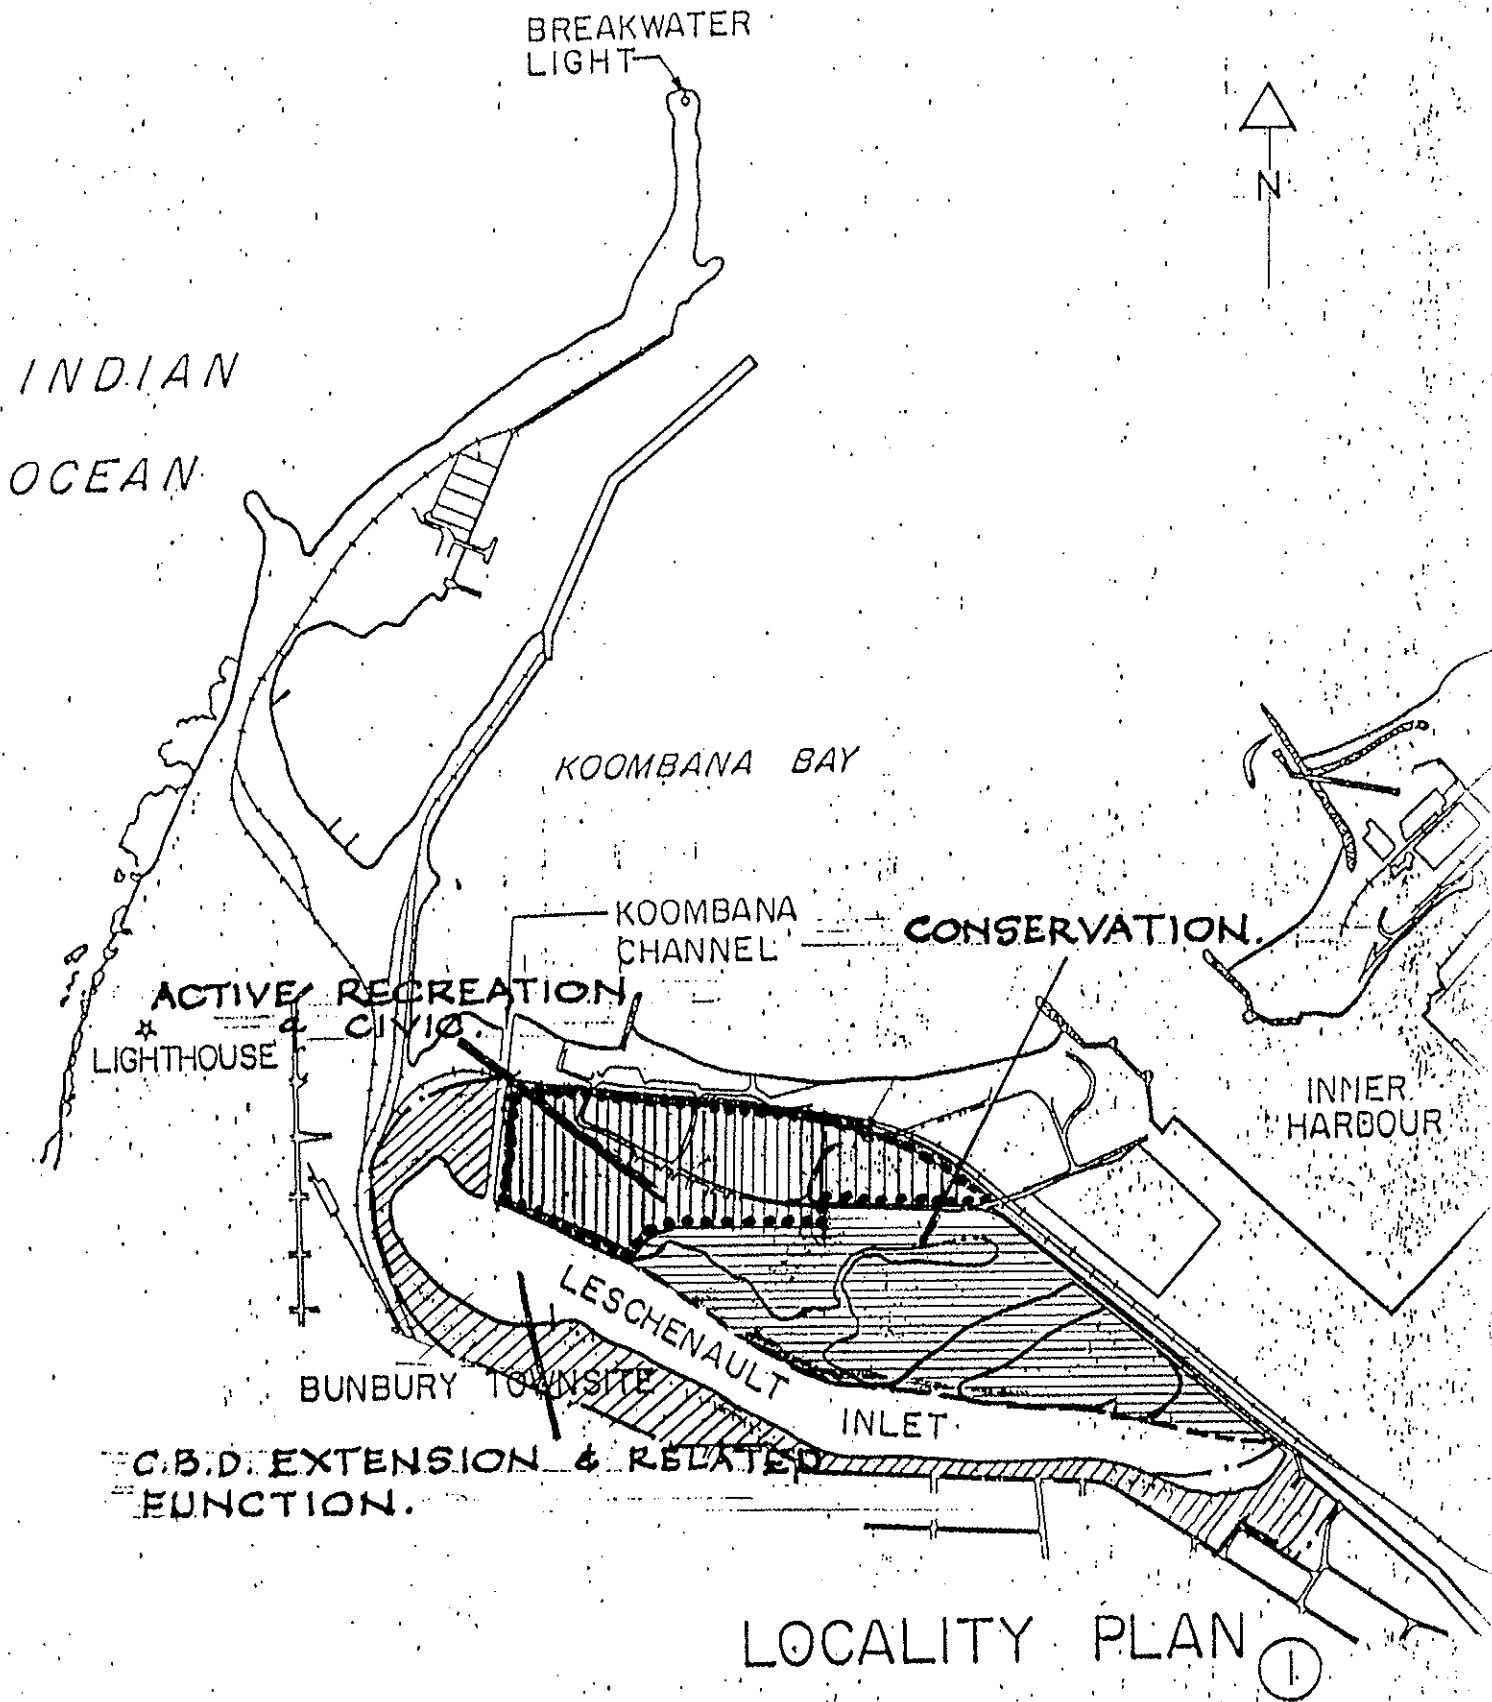 BREAKWATER
LIGHT
N
INDIAN
OCEAN
KOOMBANA BAY
KOOMBANA
CHANNEL
CONSERVATION.
ACTIVE RECREATION
& CIVIC.
LIGHTHOUSE
INNER
HARBOUR
LESCHENAULT
INLET
BUNBURY TOWNSITE
C.B.D. EXTENSION & RELATED
FUNCTION.
LOCALITY PLAN 1